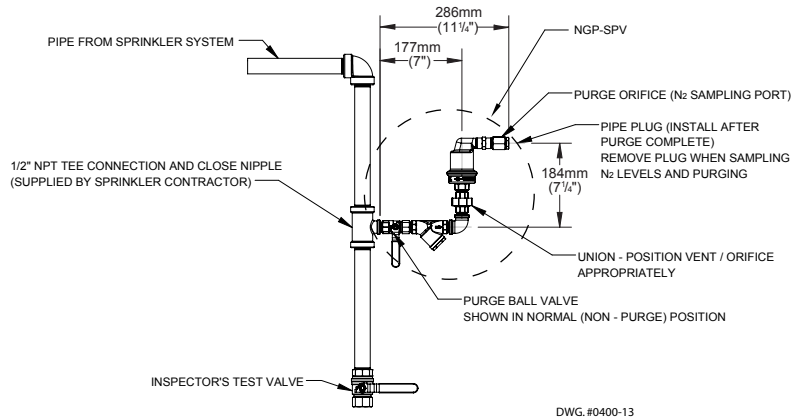 286mm
(11¼")
NGP-SPV
PIPE FROM SPRINKLER SYSTEM
177mm
(7")
PURGE ORIFICE (N₂ SAMPLING PORT)
PIPE PLUG (INSTALL AFTER
PURGE COMPLETE)
REMOVE PLUG WHEN SAMPLING
N₂ LEVELS AND PURGING
1/2" NPT TEE CONNECTION AND CLOSE NIPPLE
(SUPPLIED BY SPRINKLER CONTRACTOR)
184mm
(7¼")
UNION - POSITION VENT / ORIFICE
APPROPRIATELY
PURGE BALL VALVE
SHOWN IN NORMAL (NON - PURGE) POSITION
INSPECTOR'S TEST VALVE
DWG. #0400-13